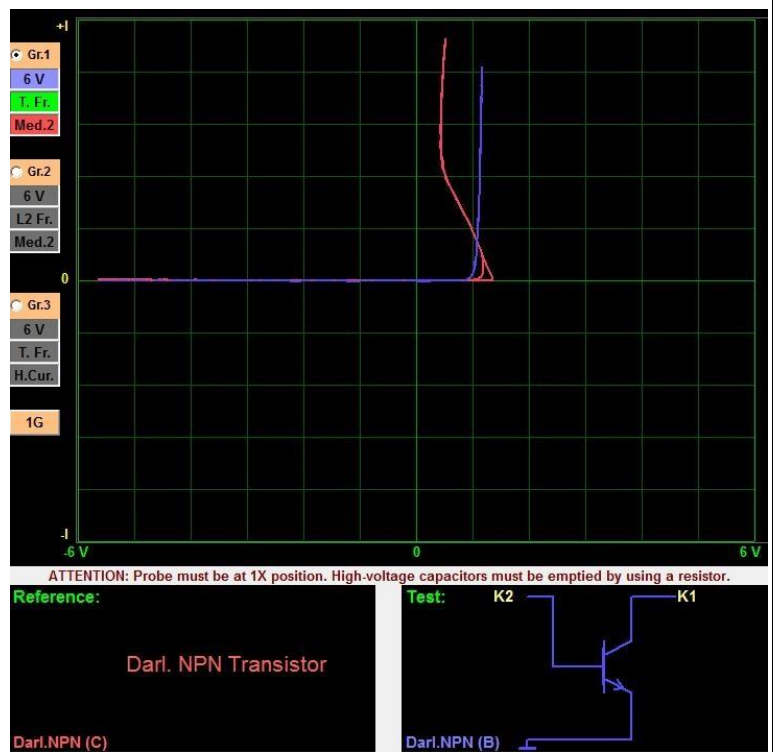 +I
Gr.1
6 V
T. Fr.
Med.2
Gr.2
6 V
L2 Fr.
Med.2
0
Gr.3
6 V
T. Fr.
H.Cur.
1G
-I
-6 V 0 6 V
ATTENTION: Probe must be at 1X position. High-voltage capacitors must be emptied by using a resistor.
Reference:
Darl. NPN Transistor
Darl.NPN (C)
Test: K2 K1
Darl.NPN (B)